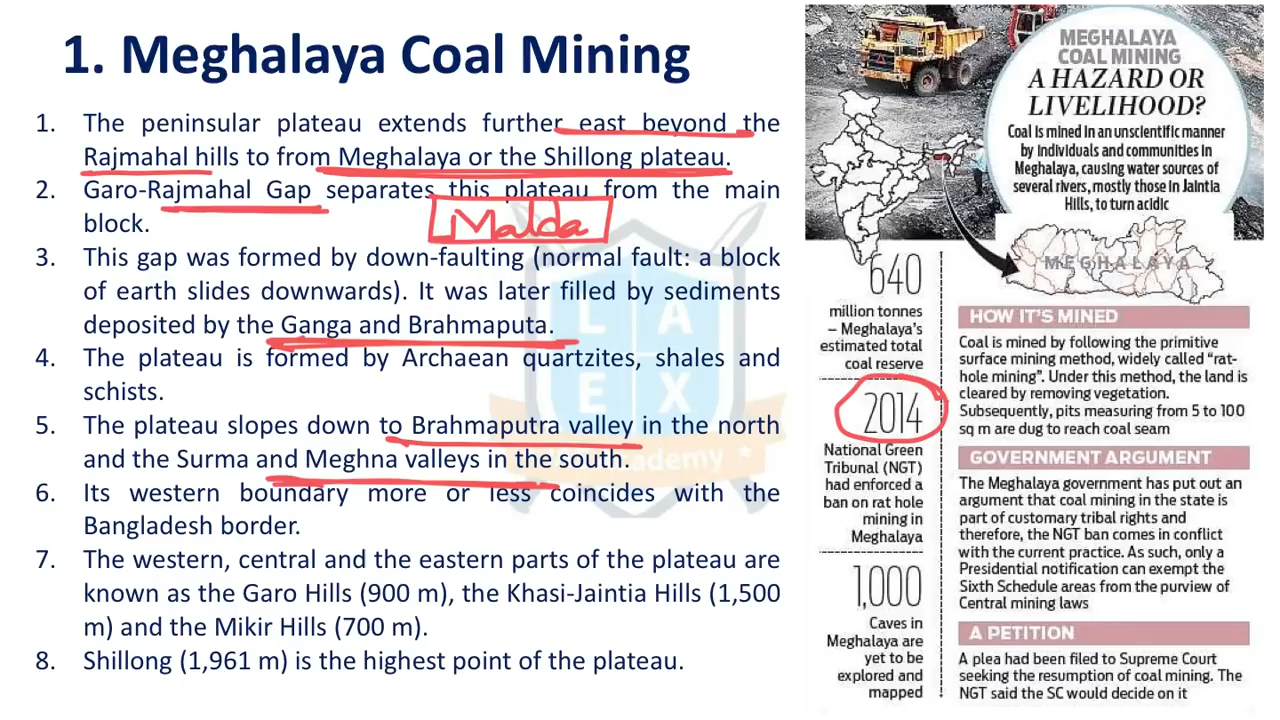 1. Meghalaya Coal Mining
1. The peninsular plateau extends further east beyond the
Rajmahal hills to from Meghalaya or the Shillong plateau.
2. Garo-Rajmahal Gap separates this plateau from the main
block.
Malda
3. This gap was formed by down-faulting (normal fault: a block
of earth slides downwards). It was later filled by sediments
deposited by the Ganga and Brahmaputa.
4. The plateau is formed by Archaean quartzites, shales and
schists.
5. The plateau slopes down to Brahmaputra valley in the north
and the Surma and Meghna valleys in the south.
6. Its western boundary more or less coincides with the
Bangladesh border.
7. The western, central and the eastern parts of the plateau are
known as the Garo Hills (900 m), the Khasi-Jaintia Hills (1,500
m) and the Mikir Hills (700 m).
8. Shillong (1,961 m) is the highest point of the plateau.
LA
EX
academy
MEGHALAYA
COAL MINING
A HAZARD OR
LIVELIHOOD?
Coal is mined in an unscientific manner
by individuals and communities in
Meghalaya, causing water sources of
several rivers, mostly those in Jaintia
Hills, to turn acidic
MEGHALAYA
640
million tonnes
– Meghalaya's
estimated total
coal reserve
2014
National Green
Tribunal (NGT)
had enforced a
ban on rat hole
mining in
Meghalaya
1,000
Caves in
Meghalaya are
yet to be
explored and
mapped
HOW IT'S MINED
Coal is mined by following the primitive
surface mining method, widely called "rat-
hole mining". Under this method, the land is
cleared by removing vegetation.
Subsequently, pits measuring from 5 to 100
sq m are dug to reach coal seam
GOVERNMENT ARGUMENT
The Meghalaya government has put out an
argument that coal mining in the state is
part of customary tribal rights and
therefore, the NGT ban comes in conflict
with the current practice. As such, only a
Presidential notification can exempt the
Sixth Schedule areas from the purview of
Central mining laws
A PETITION
A plea had been filed to Supreme Court
seeking the resumption of coal mining. The
NGT said the SC would decide on it